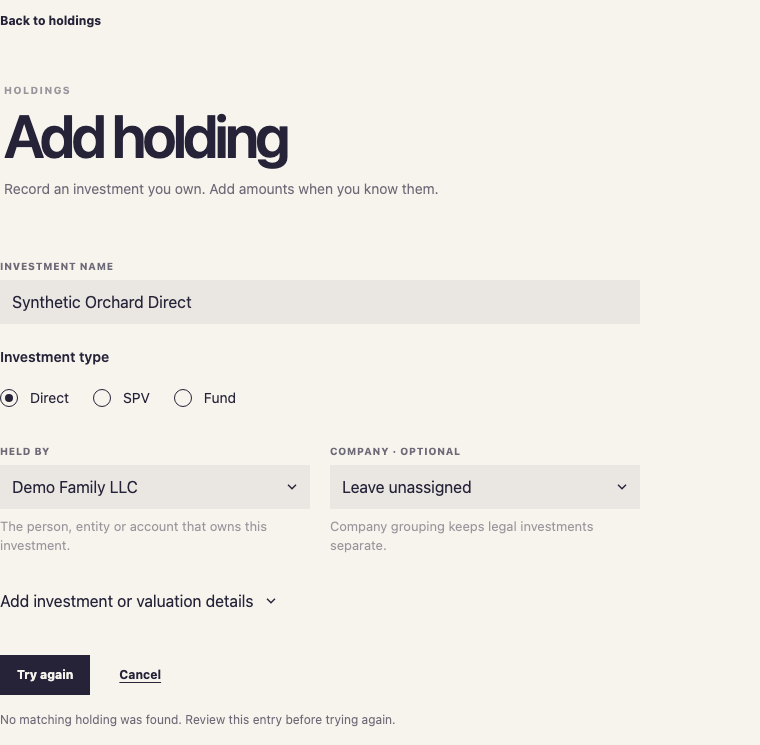 Back to holdings
HOLDINGS
Add holding
Record an investment you own. Add amounts when you know them.
INVESTMENT NAME
Synthetic Orchard Direct
Investment type
Direct SPV Fund
HELD BY COMPANY · OPTIONAL
Demo Family LLC Leave unassigned
The person, entity or account that owns this
investment.
Company grouping keeps legal investments
separate.
Add investment or valuation details
Try again Cancel
No matching holding was found. Review this entry before trying again.